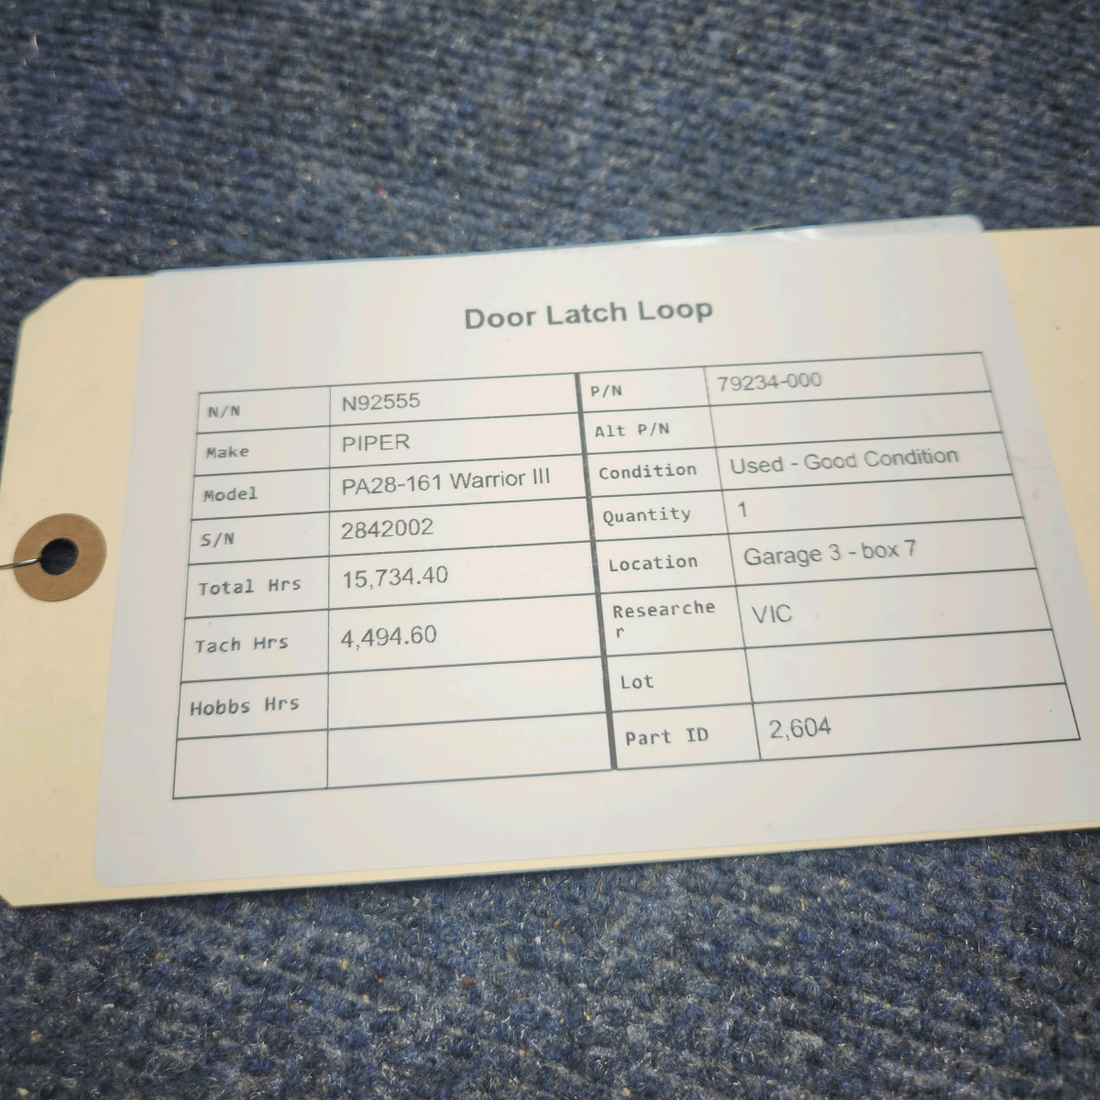 Door Latch Loop
N/N N92555 P/N 79234-000
Make PIPER Alt P/N
Model PA28-161 Warrior III Condition Used - Good Condition
S/N 2842002 Quantity 1
Total Hrs 15,734.40 Location Garage 3 - box 7
Tach Hrs 4,494.60 Researche
r VIC
Hobbs Hrs Lot
Part ID 2,604